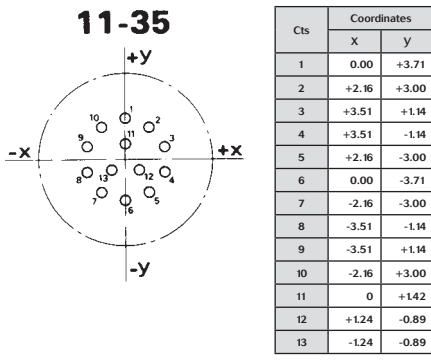 11-35
+y
1
10
2
11
9
3
-x
+x
8
13
12
4
7
5
6
-y
Cts Coordinates
x y
1 0.00 +3.71
2 +2.16 +3.00
3 +3.51 +1.14
4 +3.51 -1.14
5 +2.16 -3.00
6 0.00 -3.71
7 -2.16 -3.00
8 -3.51 -1.14
9 -3.51 +1.14
10 -2.16 +3.00
11 0 +1.42
12 +1.24 -0.89
13 -1.24 -0.89